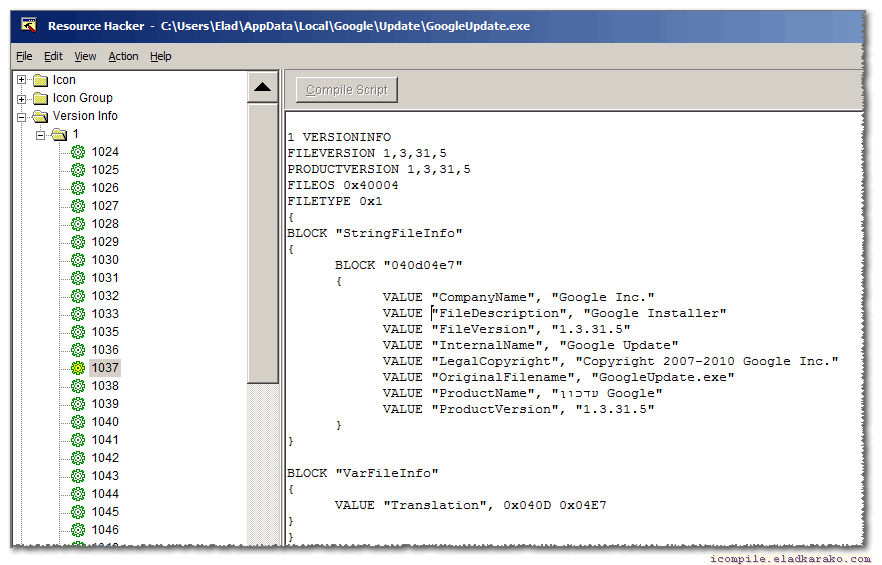 Resource Hacker - C:\Users\Elad\AppData\Local\Google\Update\GoogleUpdate.exe
File Edit View Action Help
Icon
Icon Group
Version Info
1
1024
1025
1026
1027
1028
1029
1030
1031
1032
1033
1035
1036
1037
1038
1039
1040
1041
1042
1043
1044
1045
1046
Compile Script
1 VERSIONINFO
FILEVERSION 1,3,31,5
PRODUCTVERSION 1,3,31,5
FILEOS 0x40004
FILETYPE 0x1
{
BLOCK "StringFileInfo"
{
BLOCK "040d04e7"
{
VALUE "CompanyName", "Google Inc."
VALUE "FileDescription", "Google Installer"
VALUE "FileVersion", "1.3.31.5"
VALUE "InternalName", "Google Update"
VALUE "LegalCopyright", "Copyright 2007-2010 Google Inc."
VALUE "OriginalFilename", "GoogleUpdate.exe"
VALUE "ProductName", "עדכון Google"
VALUE "ProductVersion", "1.3.31.5"
}
}
BLOCK "VarFileInfo"
{
VALUE "Translation", 0x040D 0x04E7
}
}
icompile.eladkarako.com